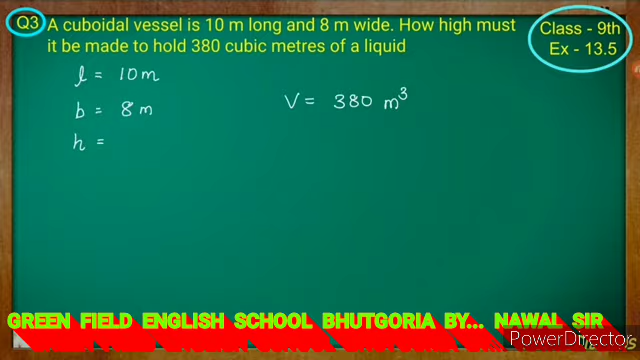 Q3 A cuboidal vessel is 10 m long and 8 m wide. How high must
it be made to hold 380 cubic metres of a liquid
Class - 9th
Ex - 13.5
l = 10 m
b = 8 m
h =
V = 380 m³
GREEN FIELD ENGLISH SCHOOL BHUTGORIA BY... NAWAL SIR
PowerDirector